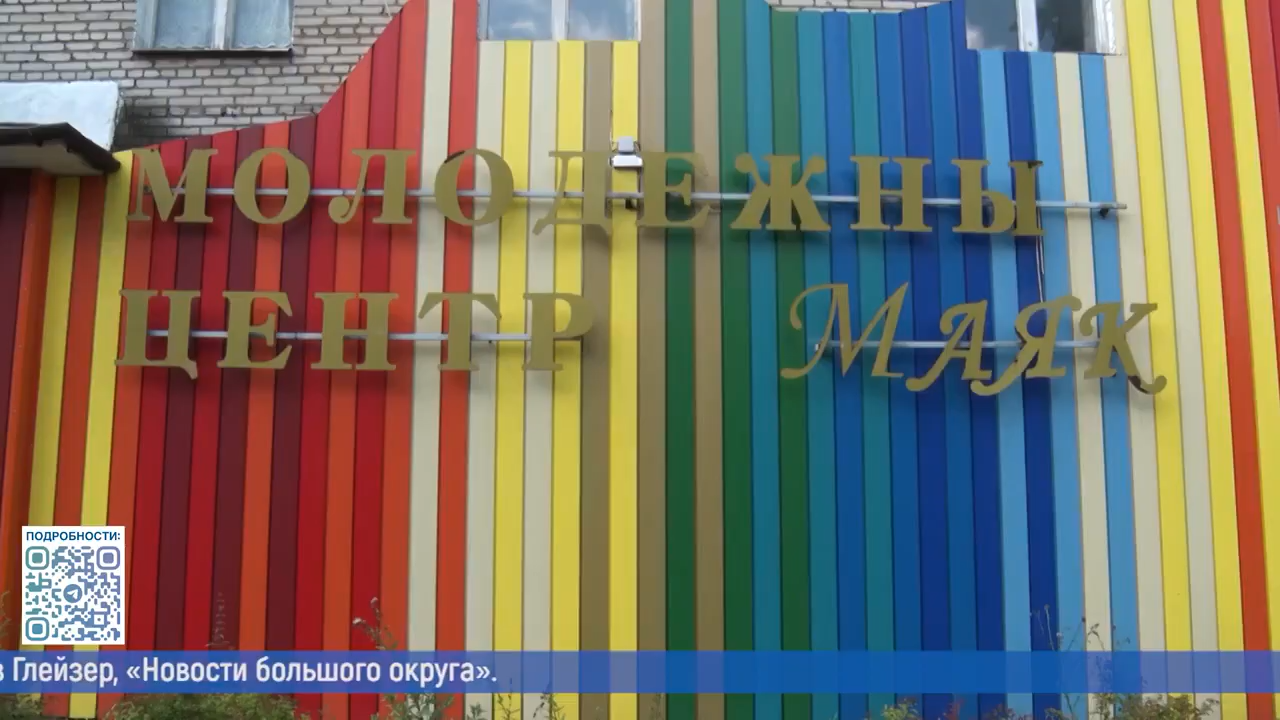 МОЛОДЕЖНЫ
ЦЕНТР Маяк
ПОДРОБНОСТИ:
в Глейзер, «Новости большого округа».